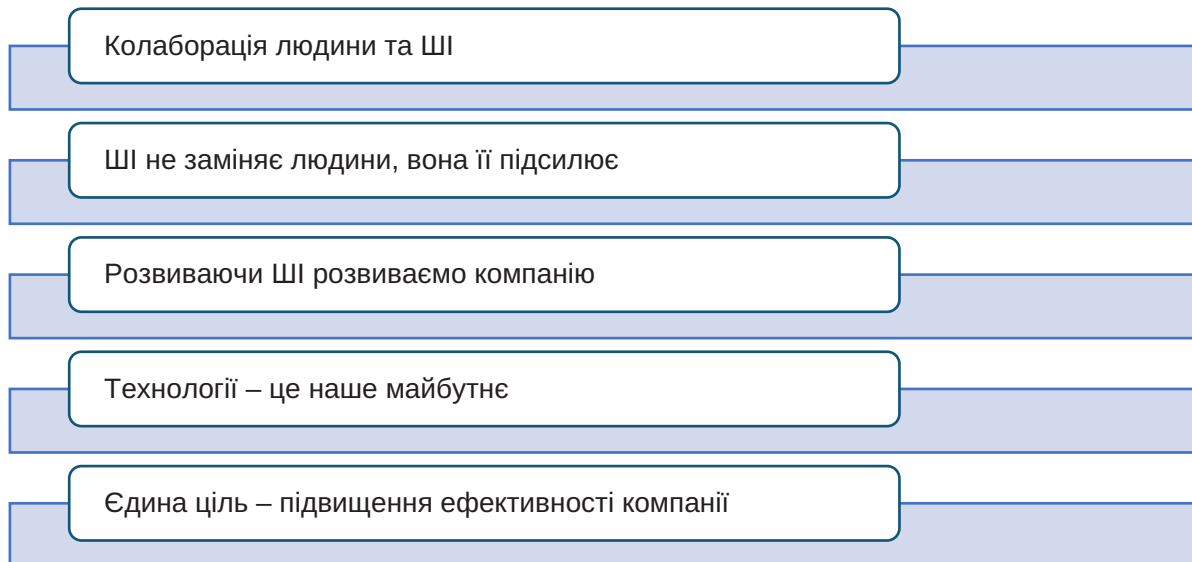 Колаборація людини та ШІ
ШІ не заміняє людини, вона її підсилює
Розвиваючи ШІ розвиваємо компанію
Технології – це наше майбутнє
Єдина ціль – підвищення ефективності компанії